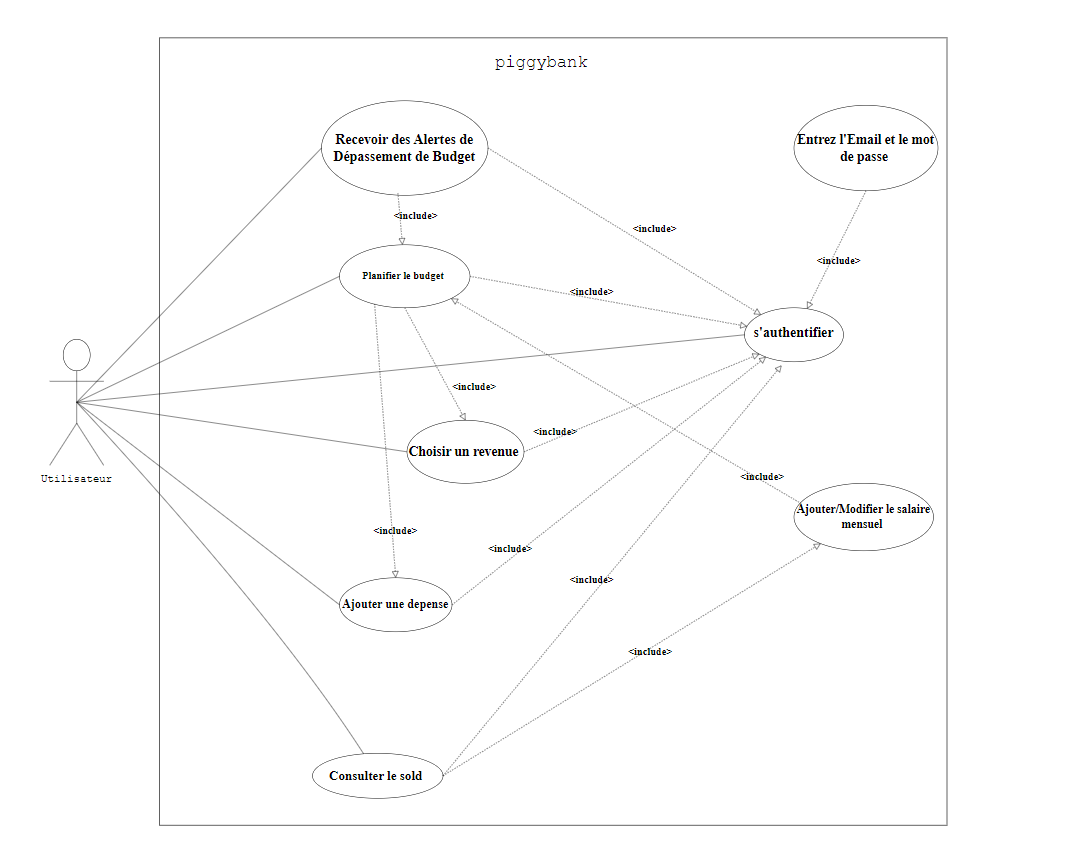 piggybank
Recevoir des Alertes de
Dépassement de Budget
Entrez l'Email et le mot
de passe
<include>
<include>
<include>
Planifier le budget
<include>
s'authentifier
<include>
<include>
Choisir un revenue
Utilisateur
<include>
Ajouter/Modifier le salaire
mensuel
<include>
<include>
<include>
Ajouter une depense
<include>
Consulter le sold